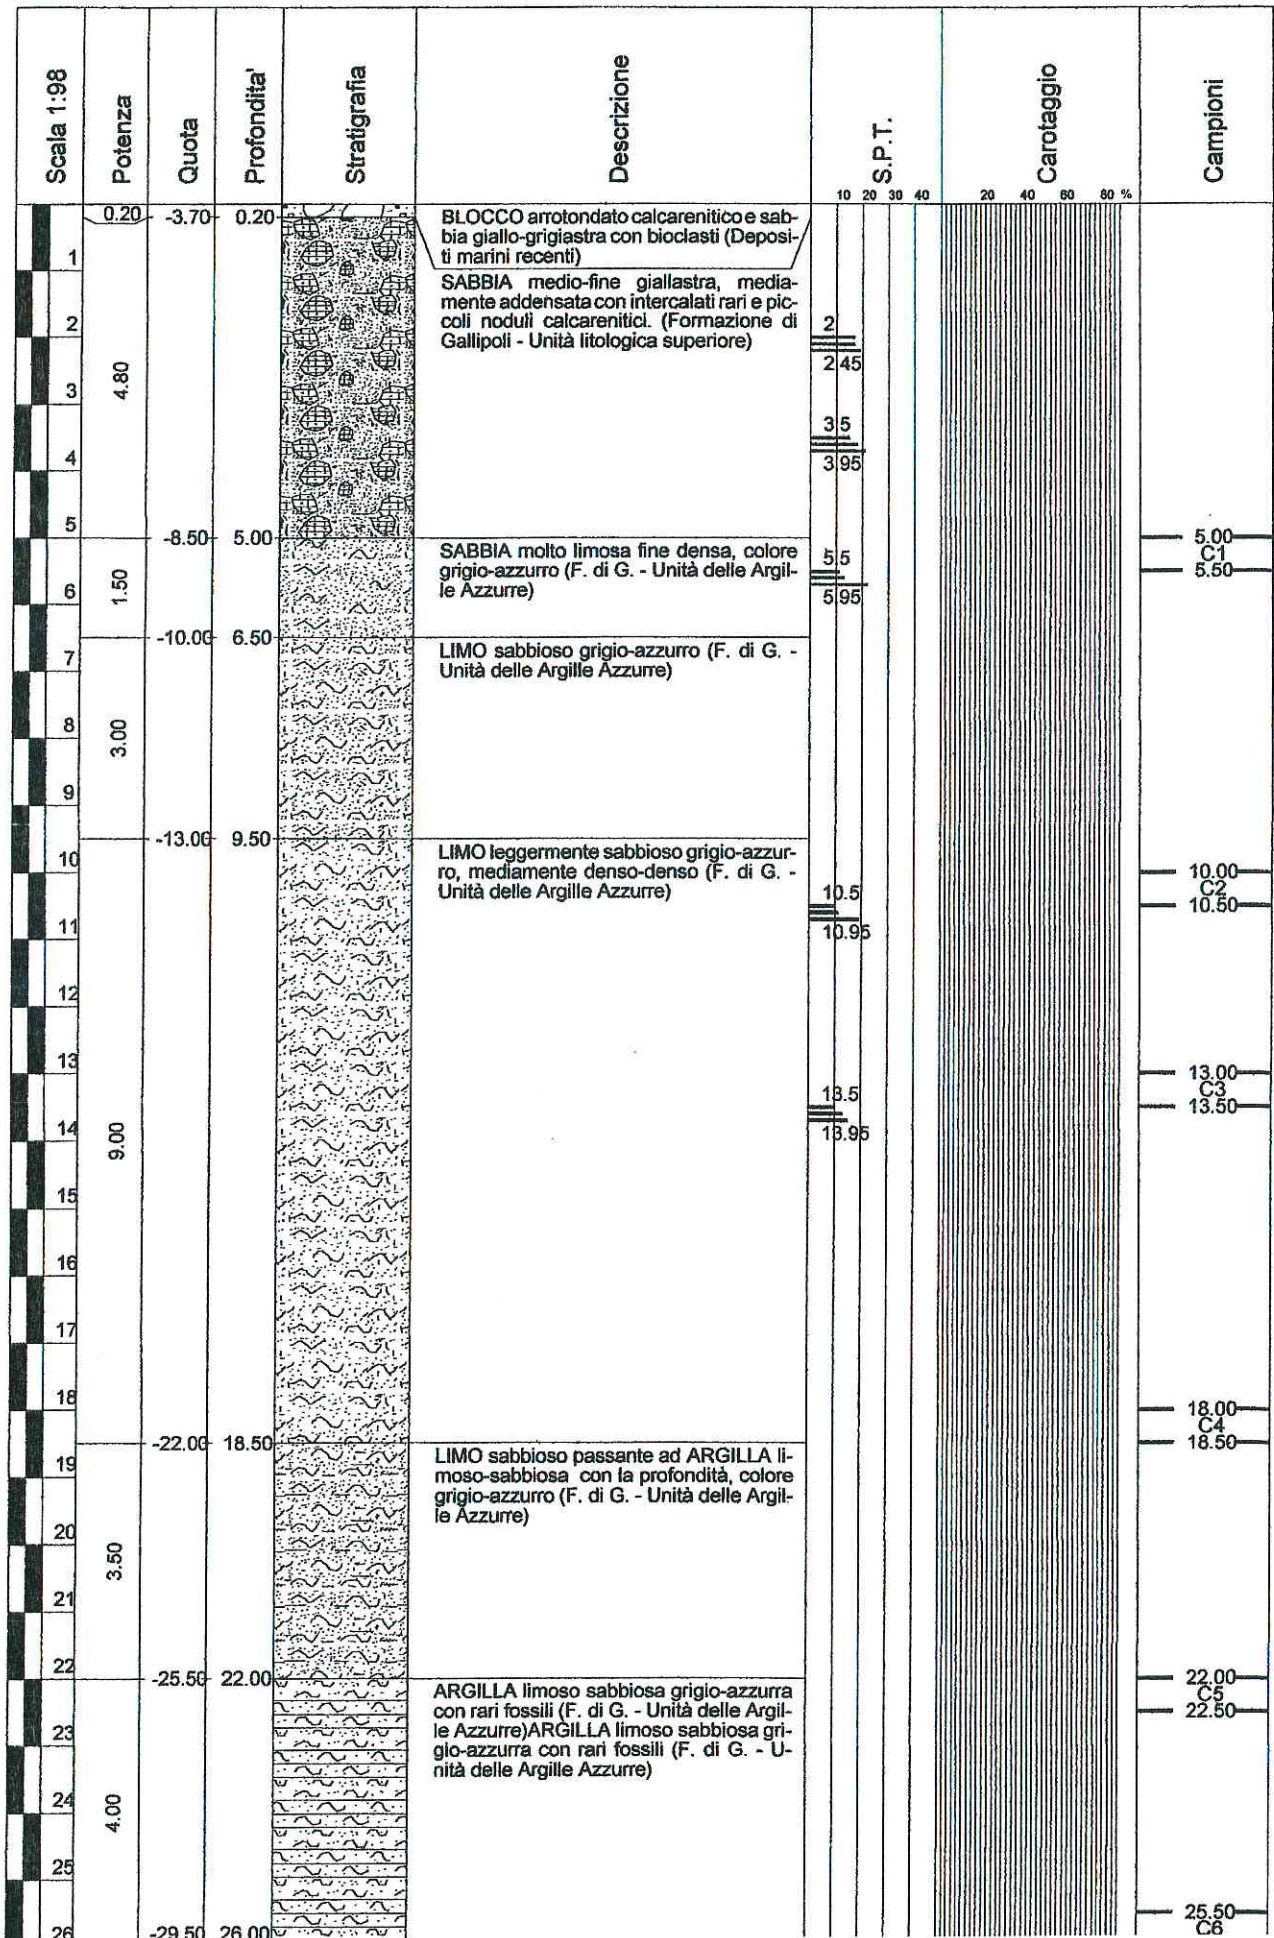 Scala 1:98
Potenza
Quota
Profondita'
Stratigrafia
Descrizione
S.P.T.
10 20 30 40
Carotaggio
20 40 60 80 %
Campioni
0.20 -3.70 0.20
BLOCCO arrotondato calcarenitico e sab-
bia giallo-grigiastra con bioclasti (Deposi-
ti marini recenti)
1
SABBIA medio-fine giallastra, media-
mente addensata con intercalati rari e pic-
coli noduli calcarenitici. (Formazione di
Gallipoli - Unità litologica superiore)
2
2
2.45
4.80
3
3.5
4
3.95
5
-8.50 5.00
5.00
C1
5.50
SABBIA molto limosa fine densa, colore
grigio-azzurro (F. di G. - Unità delle Argil-
le Azzurre)
5.5
5.95
1.50
6
-10.00 6.50
LIMO sabbioso grigio-azzurro (F. di G. -
Unità delle Argille Azzurre)
7
8
3.00
9
-13.00 9.50
LIMO leggermente sabbioso grigio-azzur-
ro, mediamente denso-denso (F. di G. -
Unità delle Argille Azzurre)
10
10.00
C2
10.50
10.5
10.95
11
12
13
13.00
C3
13.50
13.5
13.95
14
9.00
15
16
17
18
18.00
C4
18.50
-22.00 18.50
LIMO sabbioso passante ad ARGILLA li-
moso-sabbiosa con la profondità, colore
grigio-azzurro (F. di G. - Unità delle Argil-
le Azzurre)
19
20
3.50
21
22
-25.50 22.00
22.00
C5
22.50
ARGILLA limoso sabbiosa grigio-azzurra
con rari fossili (F. di G. - Unità delle Argil-
le Azzurre)ARGILLA limoso sabbiosa gri-
gio-azzurra con rari fossili (F. di G. - U-
nità delle Argille Azzurre)
23
24
4.00
25
25.50
C6
26
-29.50 26.00